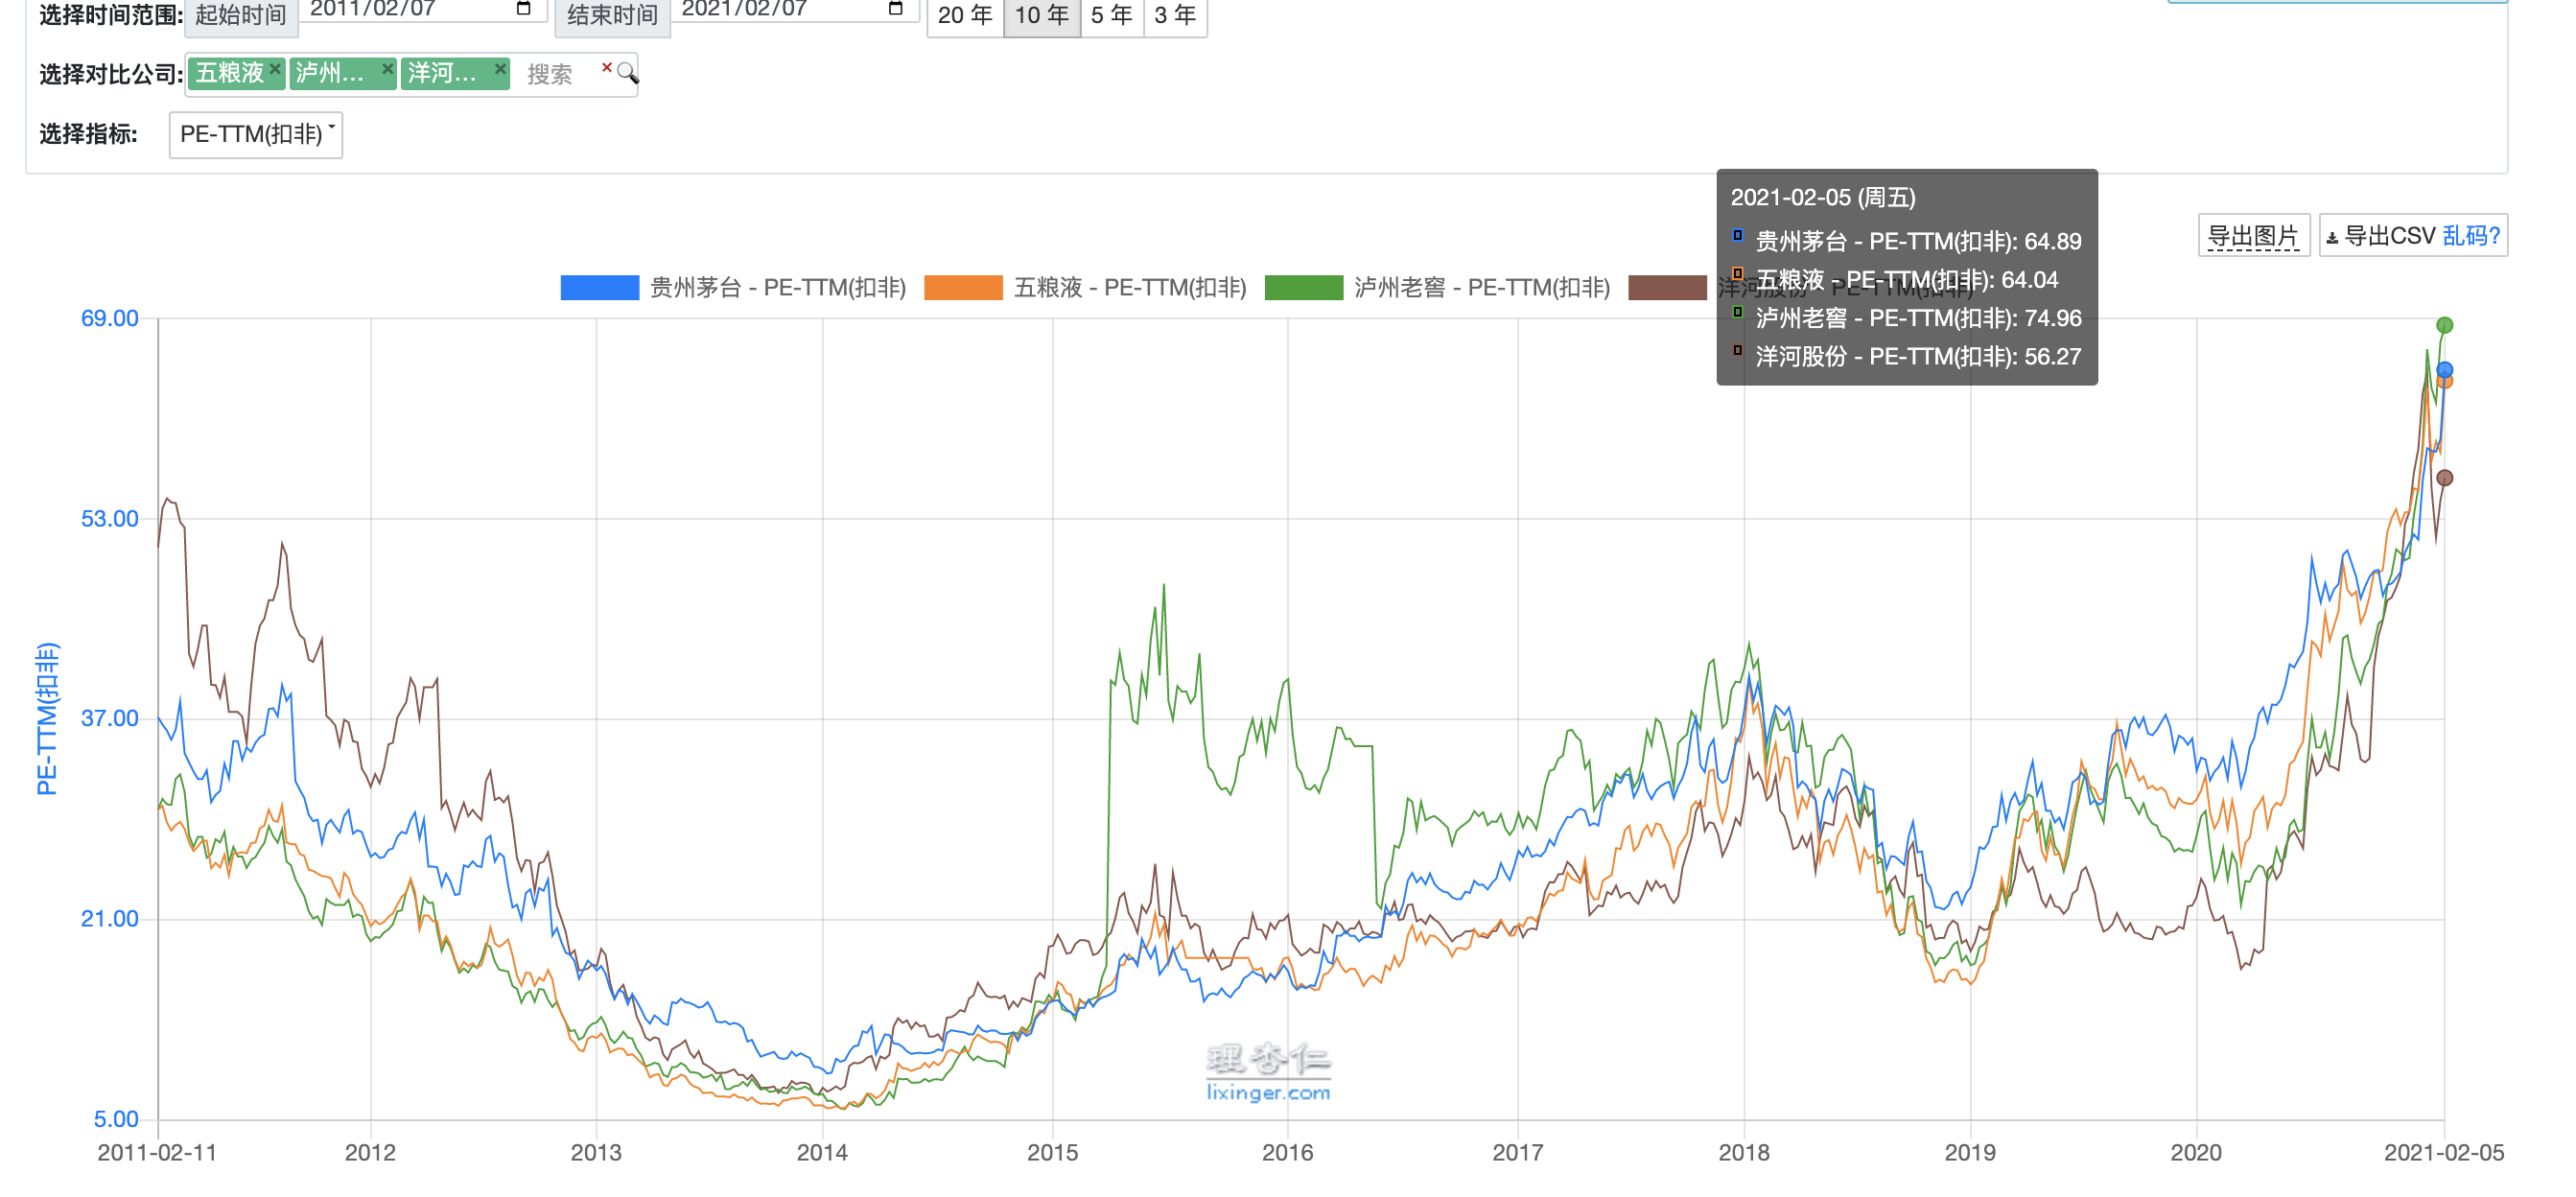 选择时间范围: 起始时间 2011/02/07 结束时间 2021/02/07 20 年 10 年 5 年 3 年
选择对比公司: 五粮液× 泸州...× 洋河...× 搜索 ×
选择指标: PE-TTM(扣非)
2021-02-05 (周五)
贵州茅台 - PE-TTM(扣非): 64.89
五粮液 - PE-TTM(扣非): 64.04
泸州老窖 - PE-TTM(扣非): 74.96
洋河股份 - PE-TTM(扣非): 56.27
导出图片 导出CSV 乱码?
贵州茅台 - PE-TTM(扣非) 五粮液 - PE-TTM(扣非) 泸州老窖 - PE-TTM(扣非) 洋河股份 - PE-TTM(扣非)
69.00
53.00
37.00
21.00
5.00
PE-TTM(扣非)
理杏仁
lixinger.com
2011-02-11 2012 2013 2014 2015 2016 2017 2018 2019 2020 2021-02-05